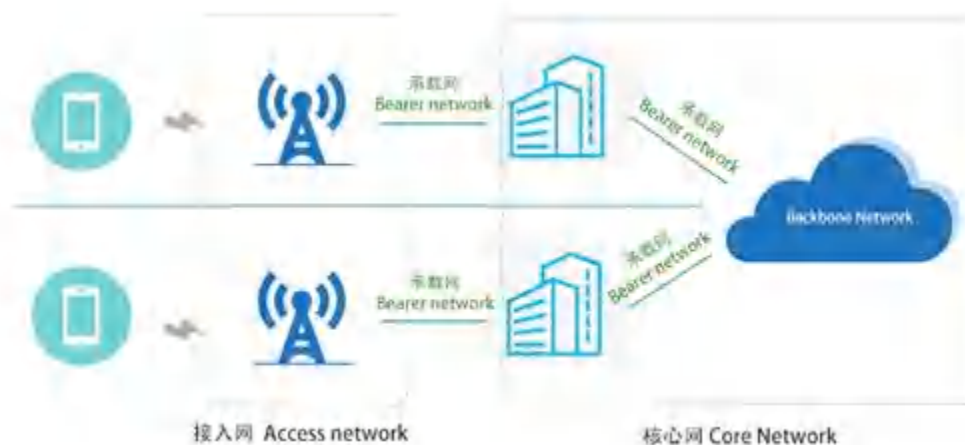 承载网
Bearer network
承载网
Bearer network
Backbone Network
承载网
Bearer network
承载网
Bearer network
接入网 Access network
核心网 Core Network